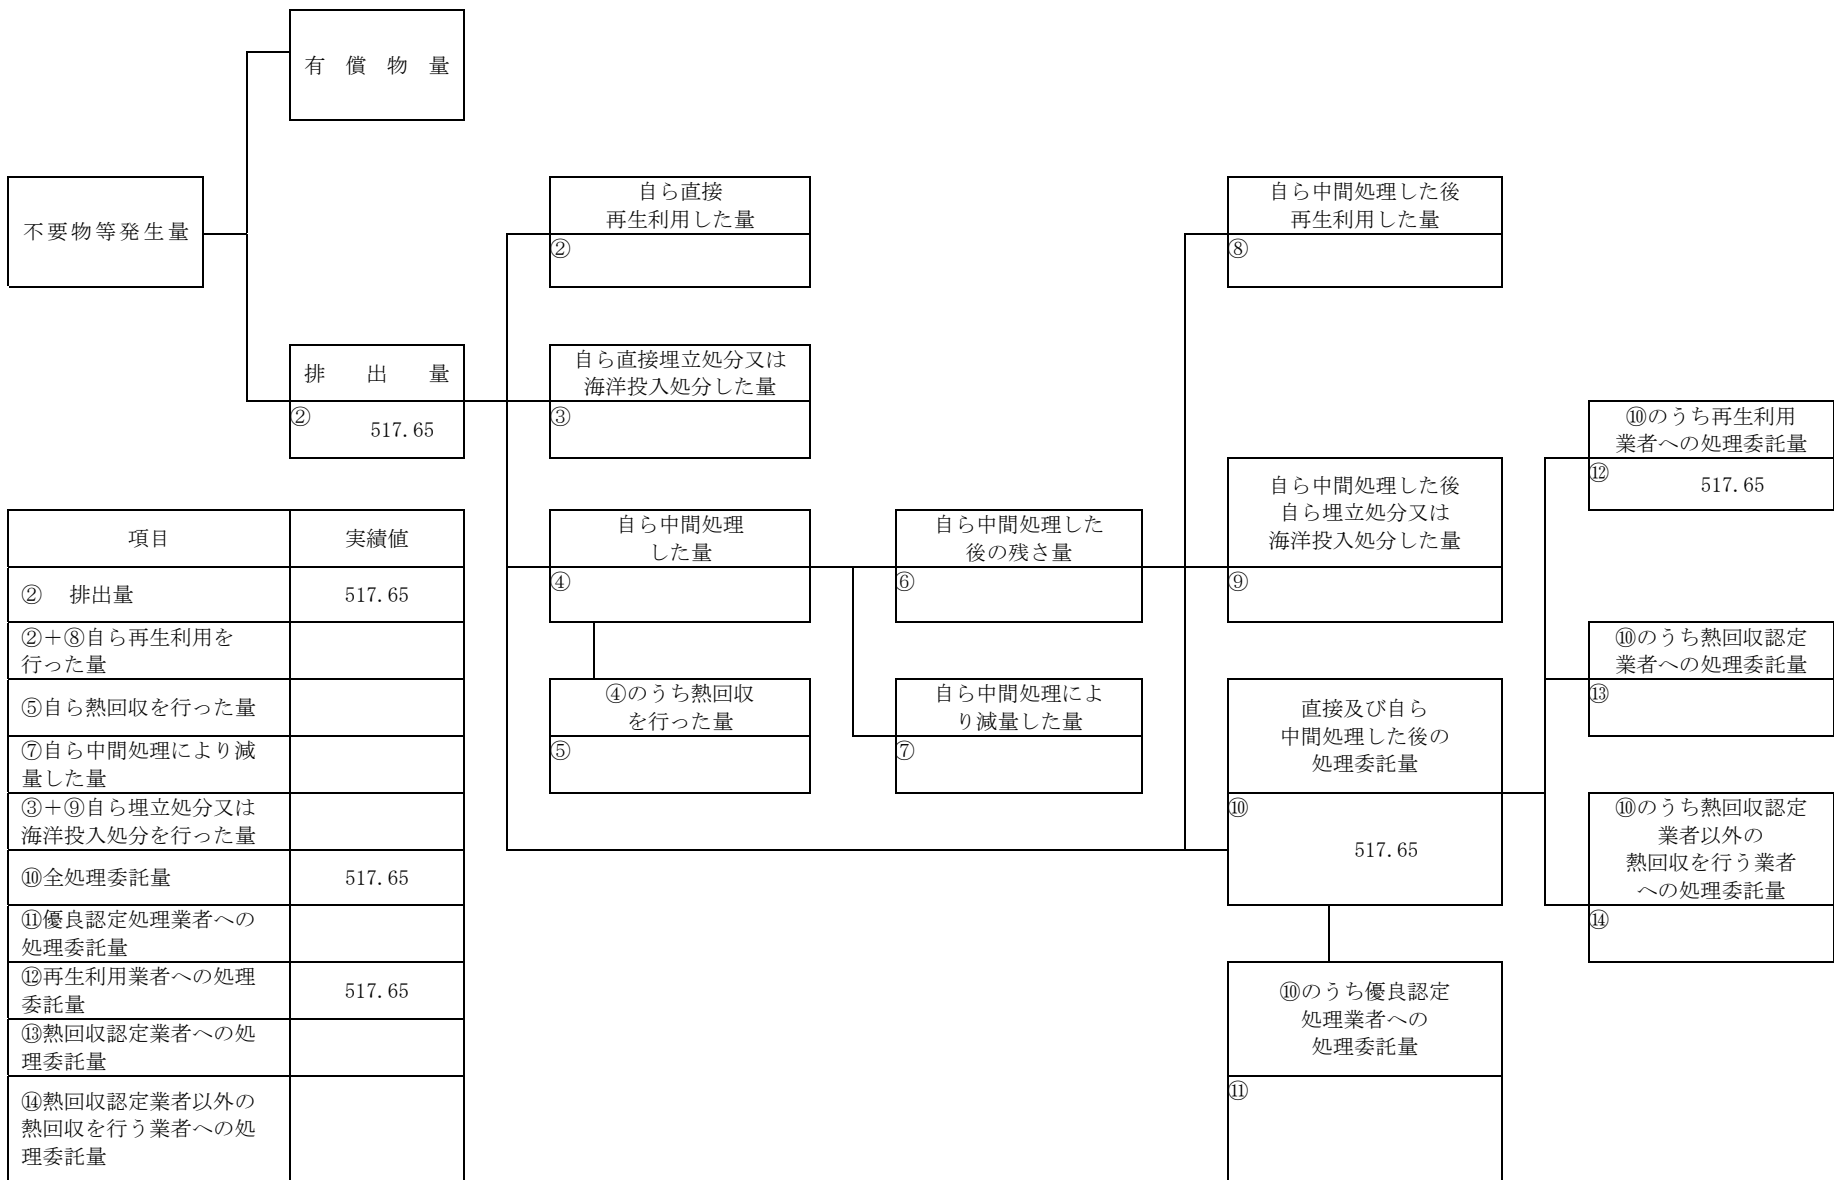 有 償 物 量
不要物等発生量
自ら直接
再生利用した量
②
自ら中間処理した後
再生利用した量
⑧
排 出 量
② 517.65
自ら直接埋立処分又は
海洋投入処分した量
③
⑩のうち再生利用
業者への処理委託量
⑫ 517.65
自ら中間処理
した量
④
自ら中間処理した
後の残さ量
⑥
自ら中間処理した後
自ら埋立処分又は
海洋投入処分した量
⑨
⑩のうち熱回収認定
業者への処理委託量
⑬
④のうち熱回収
を行った量
⑤
自ら中間処理によ
り減量した量
⑦
直接及び自ら
中間処理した後の
処理委託量
⑩
517.65
⑩のうち熱回収認定
業者以外の
熱回収を行う業者
への処理委託量
⑭
⑩のうち優良認定
処理業者への
処理委託量
⑪
項目 実績値
② 排出量 517.65
②＋⑧自ら再生利用を
行った量
⑤自ら熱回収を行った量
⑦自ら中間処理により減
量した量
③＋⑨自ら埋立処分又は
海洋投入処分を行った量
⑩全処理委託量 517.65
⑪優良認定処理業者への
処理委託量
⑫再生利用業者への処理
委託量 517.65
⑬熱回収認定業者への処
理委託量
⑭熱回収認定業者以外の
熱回収を行う業者への処
理委託量